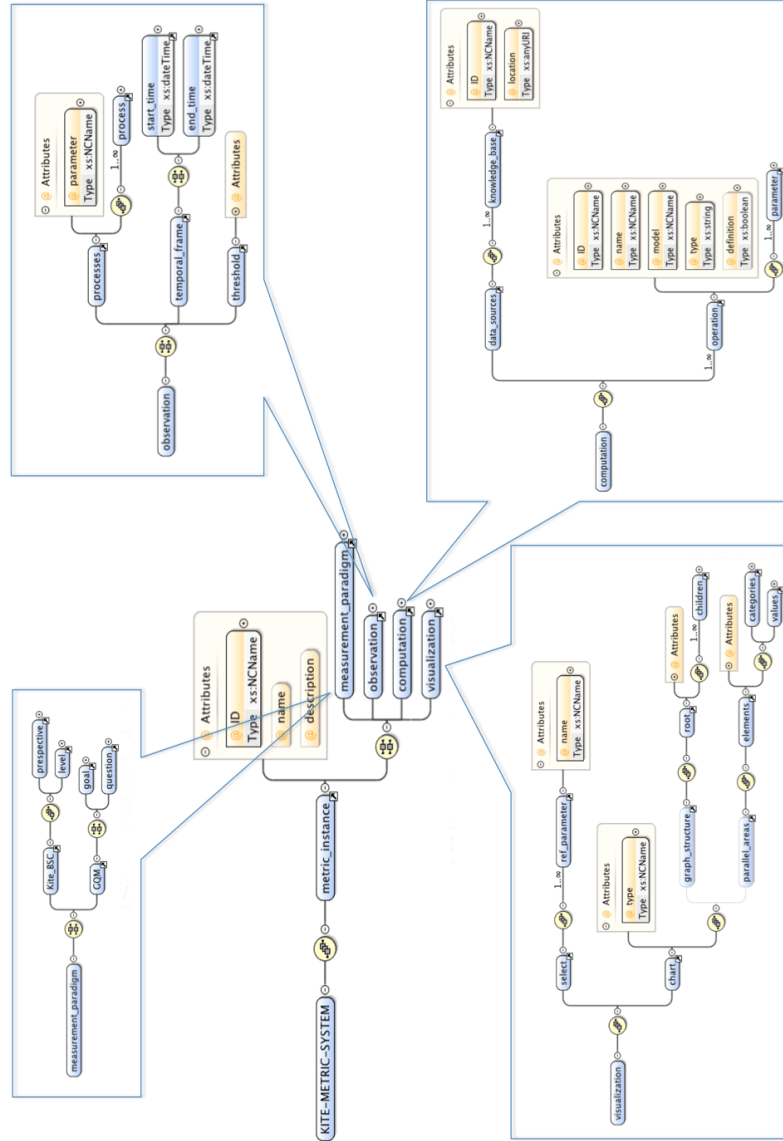 KITE-METRIC-SYSTEM
metric_instance
Attributes
ID
Type xs:NCName
name
description
measurement_paradigm
observation
computation
visualization
measurement_paradigm
Kite_BSC
prespective
level
GQM
goal
question
observation
processes
Attributes
parameter
Type xs:NCName
1..∞
process
temporal_frame
start_time
Type xs:dateTime
end_time
Type xs:dateTime
threshold
Attributes
visualization
select
1..∞
ref_parameter
Attributes
name
Type xs:NCName
chart
Attributes
type
Type xs:NCName
graph_structure
root
Attributes
1..∞
children
parallel_areas
elements
Attributes
categories
values
computation
data_sources
1..∞
knowledge_base
Attributes
ID
Type xs:NCName
location
Type xs:anyURI
1..∞
operation
Attributes
ID
Type xs:NCName
name
Type xs:NCName
model
Type xs:NCName
type
Type xs:string
definition
Type xs:boolean
1..∞
parameter